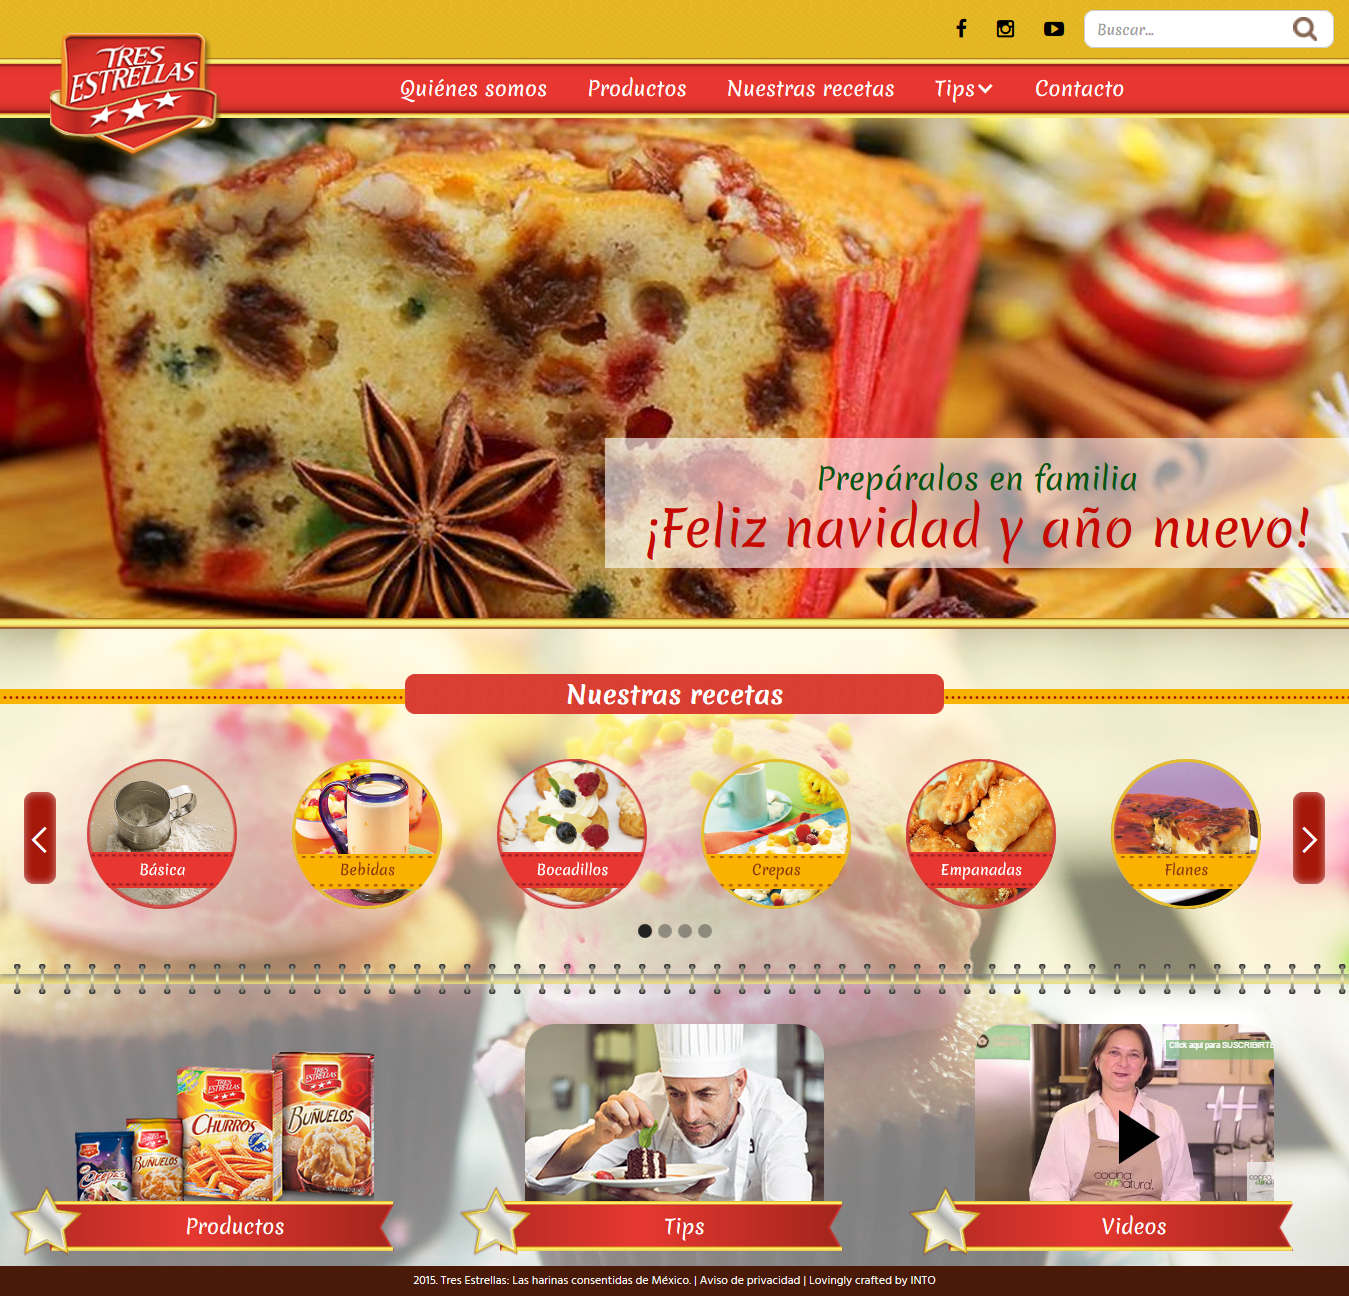 Buscar...
TRES
ESTRELLAS
Quiénes somos
Productos
Nuestras recetas
Tips
Contacto
Prepáralos en familia
¡Feliz navidad y año nuevo!
Nuestras recetas
Básica
Bebidas
Bocadillos
Crepas
Empanadas
Flanes
Click aquí para SUSCRIBIRTE
TRES
ESTRELLAS
CHURROS
TRES
ESTRELLAS
BUÑUELOS
BUÑUELOS
Crepas
cocina
natural.
Productos
Tips
Videos
2015. Tres Estrellas: Las harinas consentidas de México. | Aviso de privacidad | Lovingly crafted by INTO